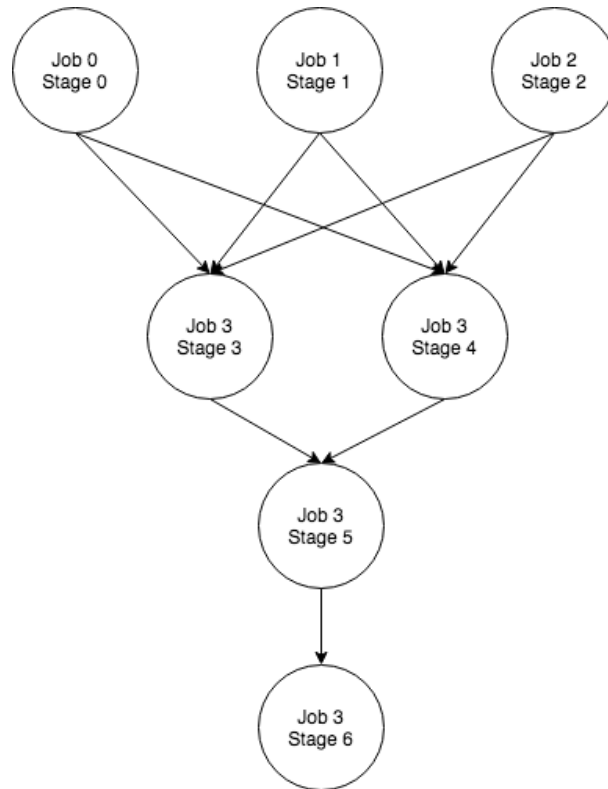 Job 0
Stage 0
Job 1
Stage 1
Job 2
Stage 2
Job 3
Stage 3
Job 3
Stage 4
Job 3
Stage 5
Job 3
Stage 6